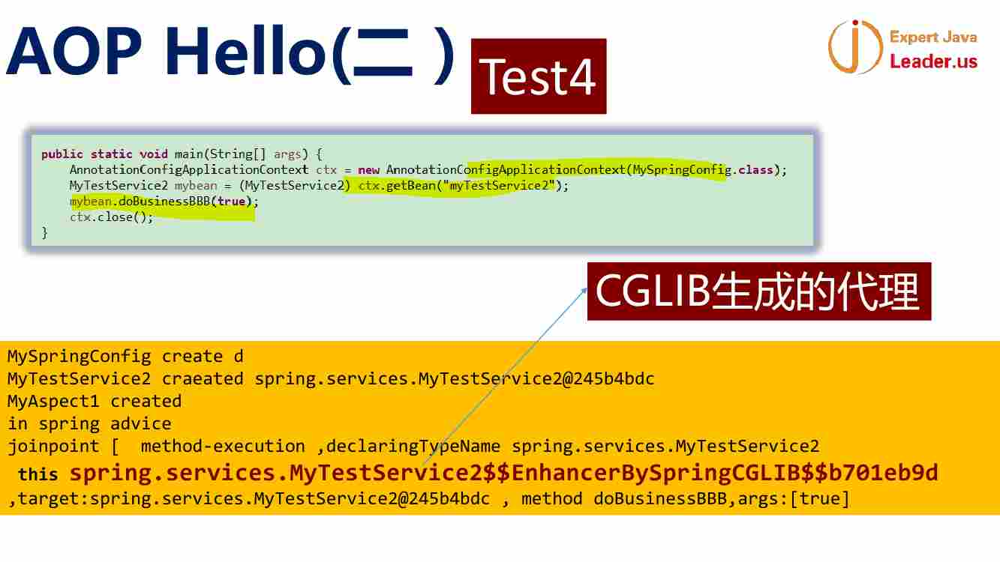 AOP Hello(二 )
Test4
Expert Java
Leader.us
public static void main(String[] args) {
AnnotationConfigApplicationContext ctx = new AnnotationConfigApplicationContext(MySpringConfig.class);
MyTestService2 mybean = (MyTestService2) ctx.getBean("myTestService2");
mybean.doBusinessBBB(true);
ctx.close();
}
CGLIB生成的代理
MySpringConfig create d
MyTestService2 craeated spring.services.MyTestService2@245b4bdc
MyAspect1 created
in spring advice
joinpoint [  method-execution ,declaringTypeName spring.services.MyTestService2
this spring.services.MyTestService2$$EnhancerBySpringCGLIB$$b701eb9d
,target:spring.services.MyTestService2@245b4bdc , method doBusinessBBB,args:[true]